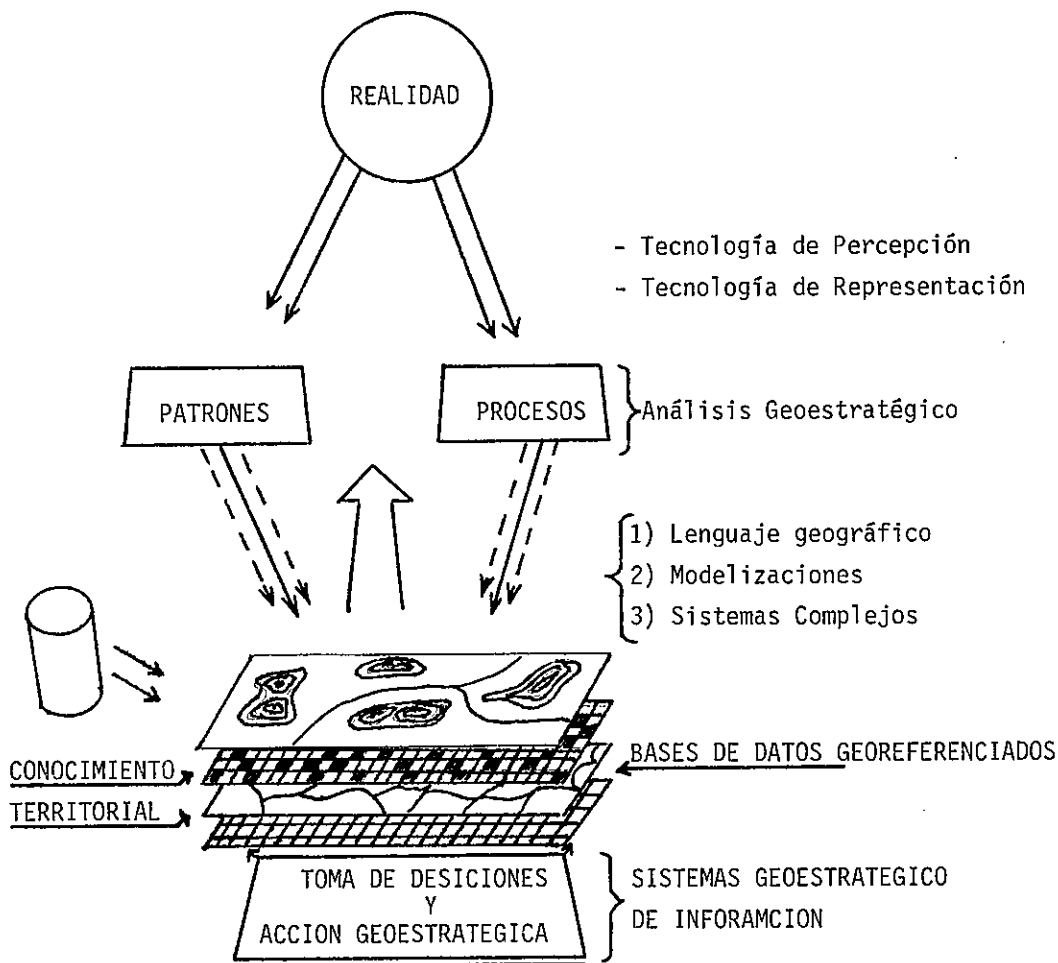 REALIDAD
- Tecnología de Percepción
- Tecnología de Representación
PATRONES
PROCESOS
Análisis Geoestratégico
1) Lenguaje geográfico
2) Modelizaciones
3) Sistemas Complejos
CONOCIMIENTO
TERRITORIAL
BASES DE DATOS GEOREFERENCIADOS
TOMA DE DESICIONES
Y
ACCION GEOESTRATEGICA
SISTEMAS GEOESTRATEGICO
DE INFORAMCION